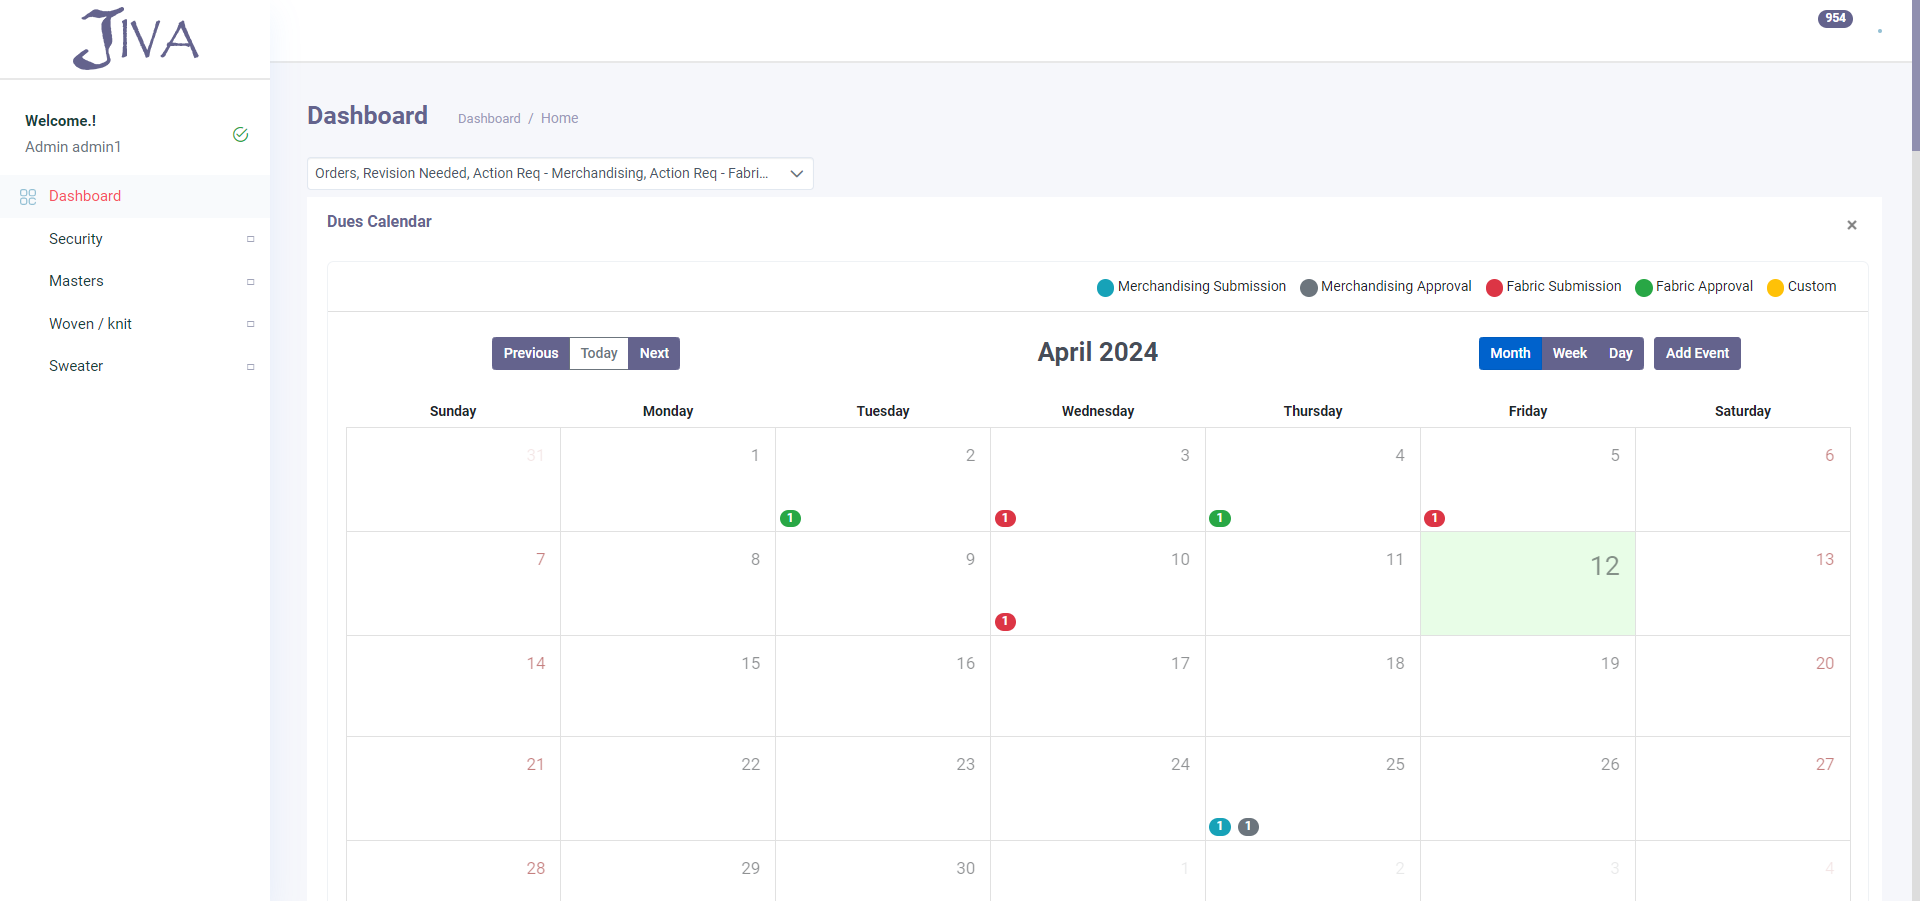 JIVA
954
Welcome.!
Admin admin1
Dashboard
Security
Masters
Woven / knit
Sweater
Dashboard
Dashboard / Home
Orders, Revision Needed, Action Req - Merchandising, Action Req - Fabri...
Dues Calendar
×
Merchandising Submission Merchandising Approval Fabric Submission Fabric Approval Custom
Previous Today Next
April 2024
Month Week Day Add Event
Sunday Monday Tuesday Wednesday Thursday Friday Saturday
31 1 2 3 4 5 6
1 1 1 1
7 8 9 10 11 12 13
1
14 15 16 17 18 19 20
21 22 23 24 25 26 27
1 1
28 29 30 1 2 3 4